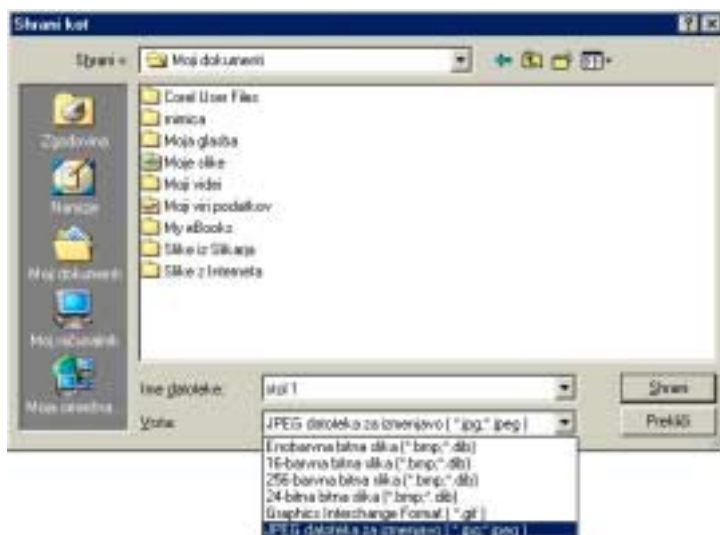 Shrani kot
Shrani v:
Moji dokumenti
Zgodovina
Namizje
Moji dokumenti
Moj računalnik
Moja omrežna...
Corel User Files
mimica
Moja glasba
Moje slike
Moji videi
Moji viri podatkov
My eBooks
Slike iz Slikarja
Slike z Interneta
Ime datoteke:
stol 1
Shrani
Vrsta:
JPEG datoteka za izmenjavo (*.jpg;*.jpeg)
Prekliči
Enobarvna bitna slika (*.bmp;*.dib)
16-barvna bitna slika (*.bmp;*.dib)
256-barvna bitna slika (*.bmp;*.dib)
24-bitna bitna slika (*.bmp;*.dib)
Graphics Interchange Format (*.gif)
JPEG datoteka za izmenjavo (*.jpg;*.jpeg)